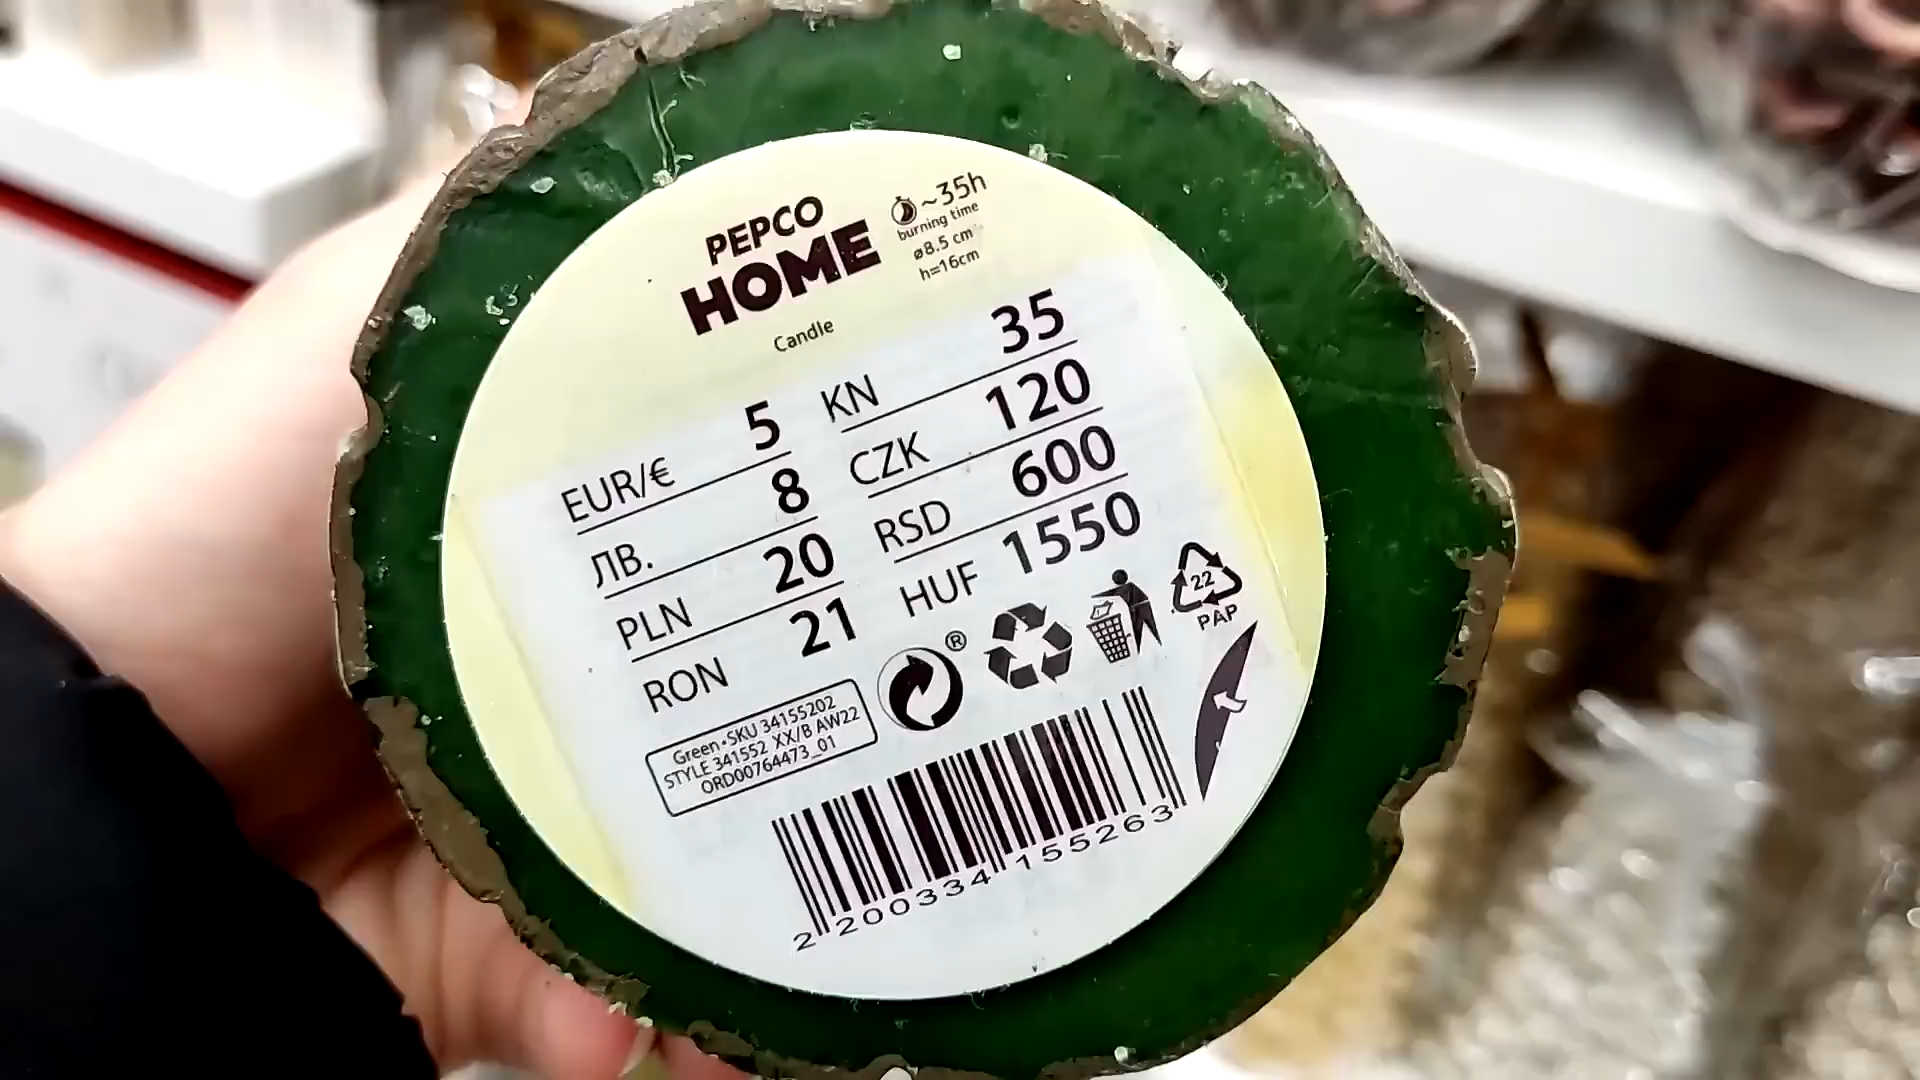 PEPCO
HOME
~35h
burning time
ø8.5 cm
h=16cm
Candle
EUR/€ 5
ЛВ. 8
PLN 20
RON 21
KN 35
CZK 120
RSD 600
HUF 1550
Green•SKU 34155202
STYLE 341552 XX/B AW22
ORD00764473_01
®
22
PAP
2 200334 155263